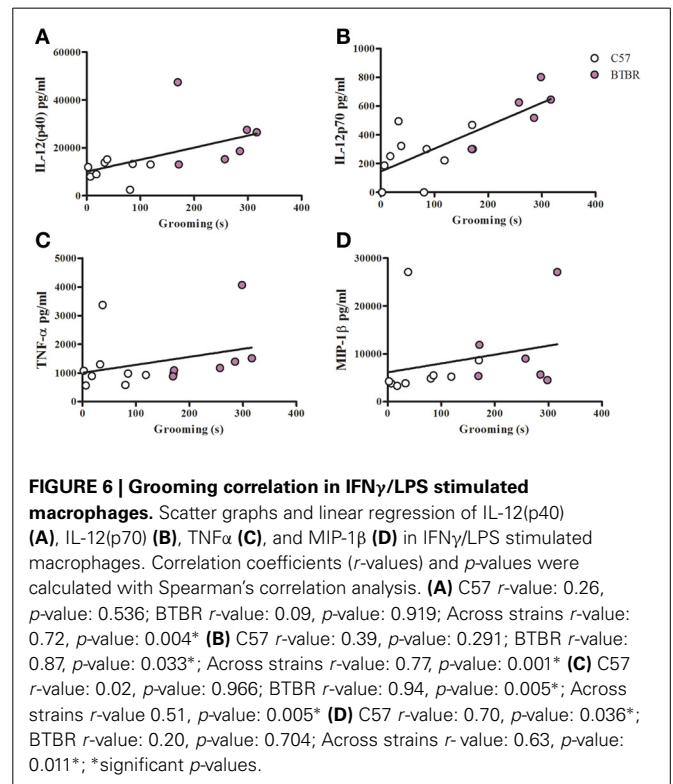 A
60000
40000
20000
0
IL-12(p40) pg/ml
0 100 200 300 400
Grooming (s)
B
1000
800
600
400
200
0
IL-12p70 pg/ml
0 100 200 300 400
Grooming (s)
C57
BTBR
C
5000
4000
3000
2000
1000
0
TNF-α pg/ml
0 100 200 300 400
Grooming (s)
D
30000
20000
10000
0
MIP-1β pg/ml
0 100 200 300 400
Grooming (s)
FIGURE 6 | Grooming correlation in IFNγ/LPS stimulated
macrophages. Scatter graphs and linear regression of IL-12(p40)
(A), IL-12(p70) (B), TNFα (C), and MIP-1β (D) in IFNγ/LPS stimulated
macrophages. Correlation coefficients (r-values) and p-values were
calculated with Spearman's correlation analysis. (A) C57 r-value: 0.26,
p-value: 0.536; BTBR r-value: 0.09, p-value: 0.919; Across strains r-value:
0.72, p-value: 0.004* (B) C57 r-value: 0.39, p-value: 0.291; BTBR r-value:
0.87, p-value: 0.033*; Across strains r-value: 0.77, p-value: 0.001* (C) C57
r-value: 0.02, p-value: 0.966; BTBR r-value: 0.94, p-value: 0.005*; Across
strains r-value 0.51, p-value: 0.005* (D) C57 r-value: 0.70, p-value: 0.036*;
BTBR r-value: 0.20, p-value: 0.704; Across strains r- value: 0.63, p-value:
0.011*; *significant p-values.